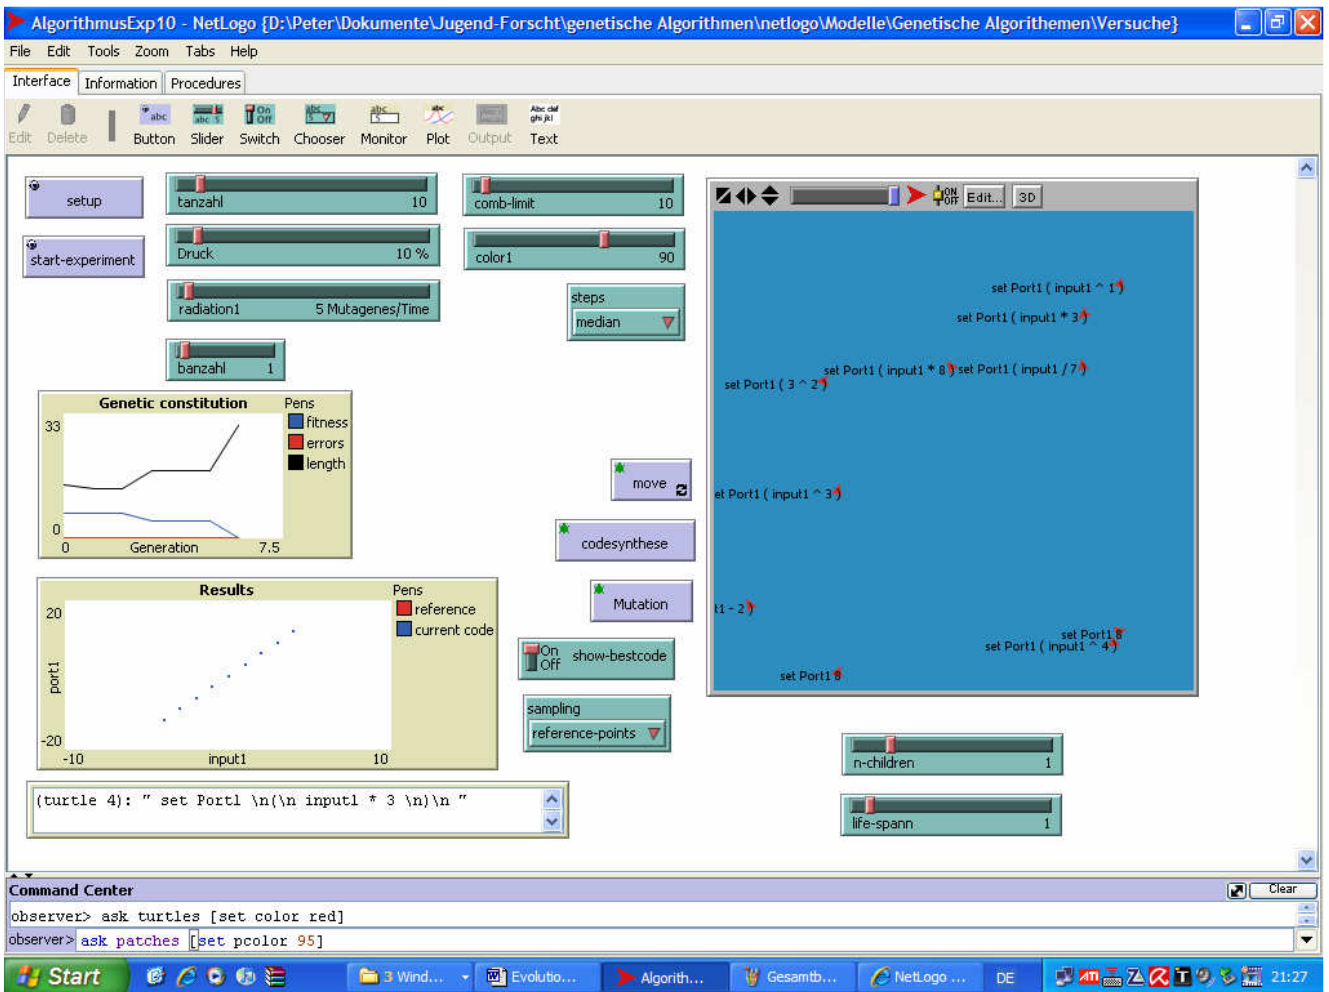 AlgorithmusExp10 - NetLogo {D:\Peter\Dokumente\Jugend-Forscht\genetische Algorithmen\netlogo\Modelle\Genetische Algorithemen\Versuche}
File Edit Tools Zoom Tabs Help
Interface Information Procedures
Edit Delete Button Slider Switch Chooser Monitor Plot Output Text
setup
start-experiment
tanzahl 10
Druck 10 %
radiation1 5 Mutagenes/Time
banzahl 1
comb-limit 10
color1 90
steps
median
Genetic constitution
Pens
fitness
errors
length
33
0
0 Generation 7.5
move
codesynthese
Mutation
On
Off
show-bestcode
sampling
reference-points
Results
Pens
reference
current code
20
port1
-20
-10 input1 10
(turtle 4): " set Port1 \n(\n input1 * 3 \n)\n "
ON
OFF
Edit...
3D
set Port1 ( input1 ^ 1 )
set Port1 ( input1 * 3 )
set Port1 ( input1 * 8 ) set Port1 ( input1 / 7 )
set Port1 ( 3 ^ 2 )
et Port1 ( input1 ^ 3 )
t1 - 2 )
set Port1 8
set Port1 ( input1 ^ 4 )
set Port1 8
n-children 1
life-spann 1
Command Center
Clear
observer> ask turtles [set color red]
observer> ask patches [set pcolor 95]
Start 3 Wind... Evolutio... Algorith... Gesamtb... NetLogo ... DE 21:27